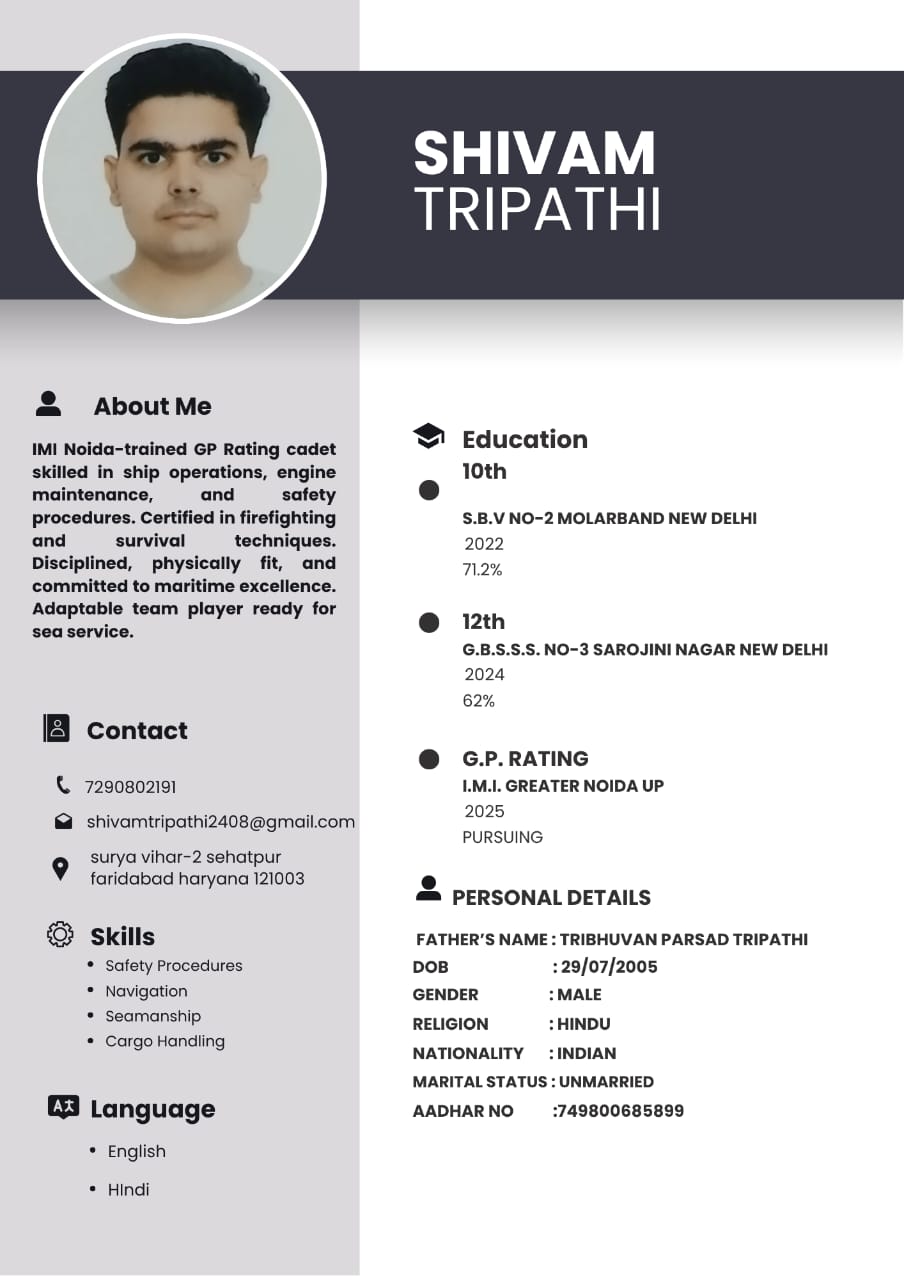 SHIVAM
TRIPATHI
About Me
IMI Noida-trained GP Rating cadet
skilled in ship operations, engine
maintenance, and safety
procedures. Certified in firefighting
and survival techniques.
Disciplined, physically fit, and
committed to maritime excellence.
Adaptable team player ready for
sea service.
Contact
7290802191
shivamtripathi2408@gmail.com
surya vihar-2 sehatpur
faridabad haryana 121003
Skills
• Safety Procedures
• Navigation
• Seamanship
• Cargo Handling
Language
• English
• HIndi
Education
10th
S.B.V NO-2 MOLARBAND NEW DELHI
2022
71.2%
12th
G.B.S.S.S. NO-3 SAROJINI NAGAR NEW DELHI
2024
62%
G.P. RATING
I.M.I. GREATER NOIDA UP
2025
PURSUING
PERSONAL DETAILS
FATHER'S NAME : TRIBHUVAN PARSAD TRIPATHI
DOB : 29/07/2005
GENDER : MALE
RELIGION : HINDU
NATIONALITY : INDIAN
MARITAL STATUS : UNMARRIED
AADHAR NO :749800685899